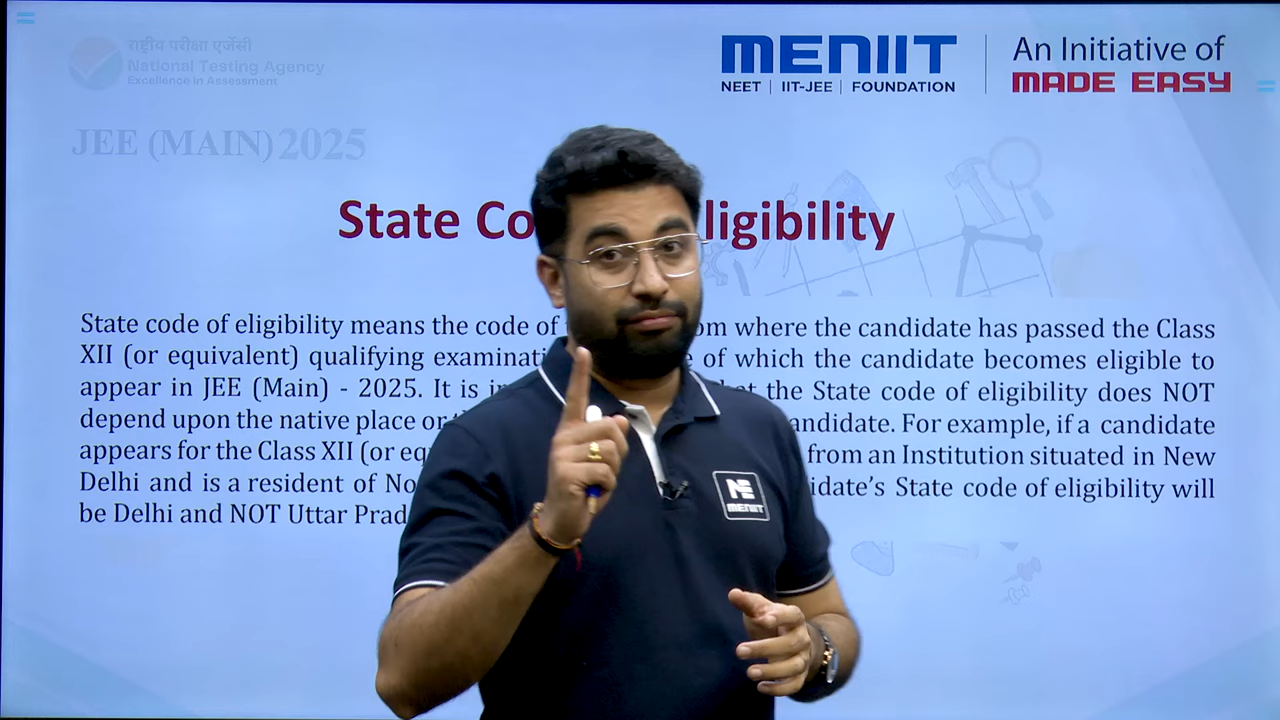 राष्ट्रीय परीक्षा एजेंसी
National Testing Agency
Excellence in Assessment
MENIIT
NEET | IIT-JEE | FOUNDATION
An Initiative of
MADE EASY
JEE (MAIN) 2025
State Co ligibility
State code of eligibility means the code of om where the candidate has passed the Class
XII (or equivalent) qualifying examinati of which the candidate becomes eligible to
appear in JEE (Main) - 2025. It is i at the State code of eligibility does NOT
depend upon the native place or andidate. For example, if a candidate
appears for the Class XII (or eq from an Institution situated in New
Delhi and is a resident of No idate's State code of eligibility will
be Delhi and NOT Uttar Prad
NE
MENIIT